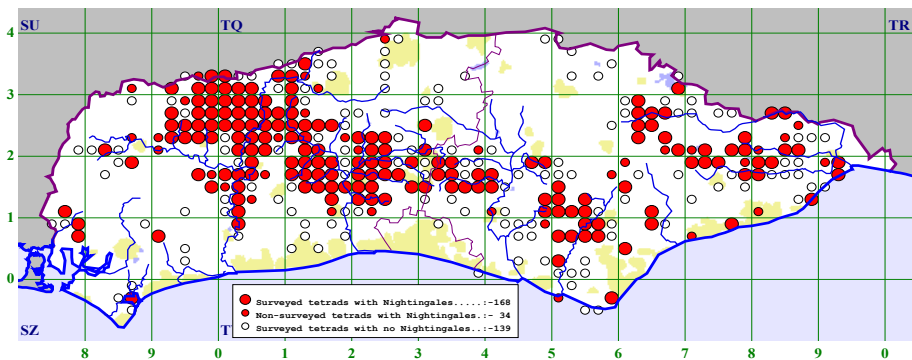 SU TQ TR
4
3
2
1
0
Surveyed tetrads with Nightingales.....:-168
Non-surveyed tetrads with Nightingales.:- 34
Surveyed tetrads with no Nightingales:-139
SZ T
8 9 0 1 2 3 4 5 6 7 8 9 0